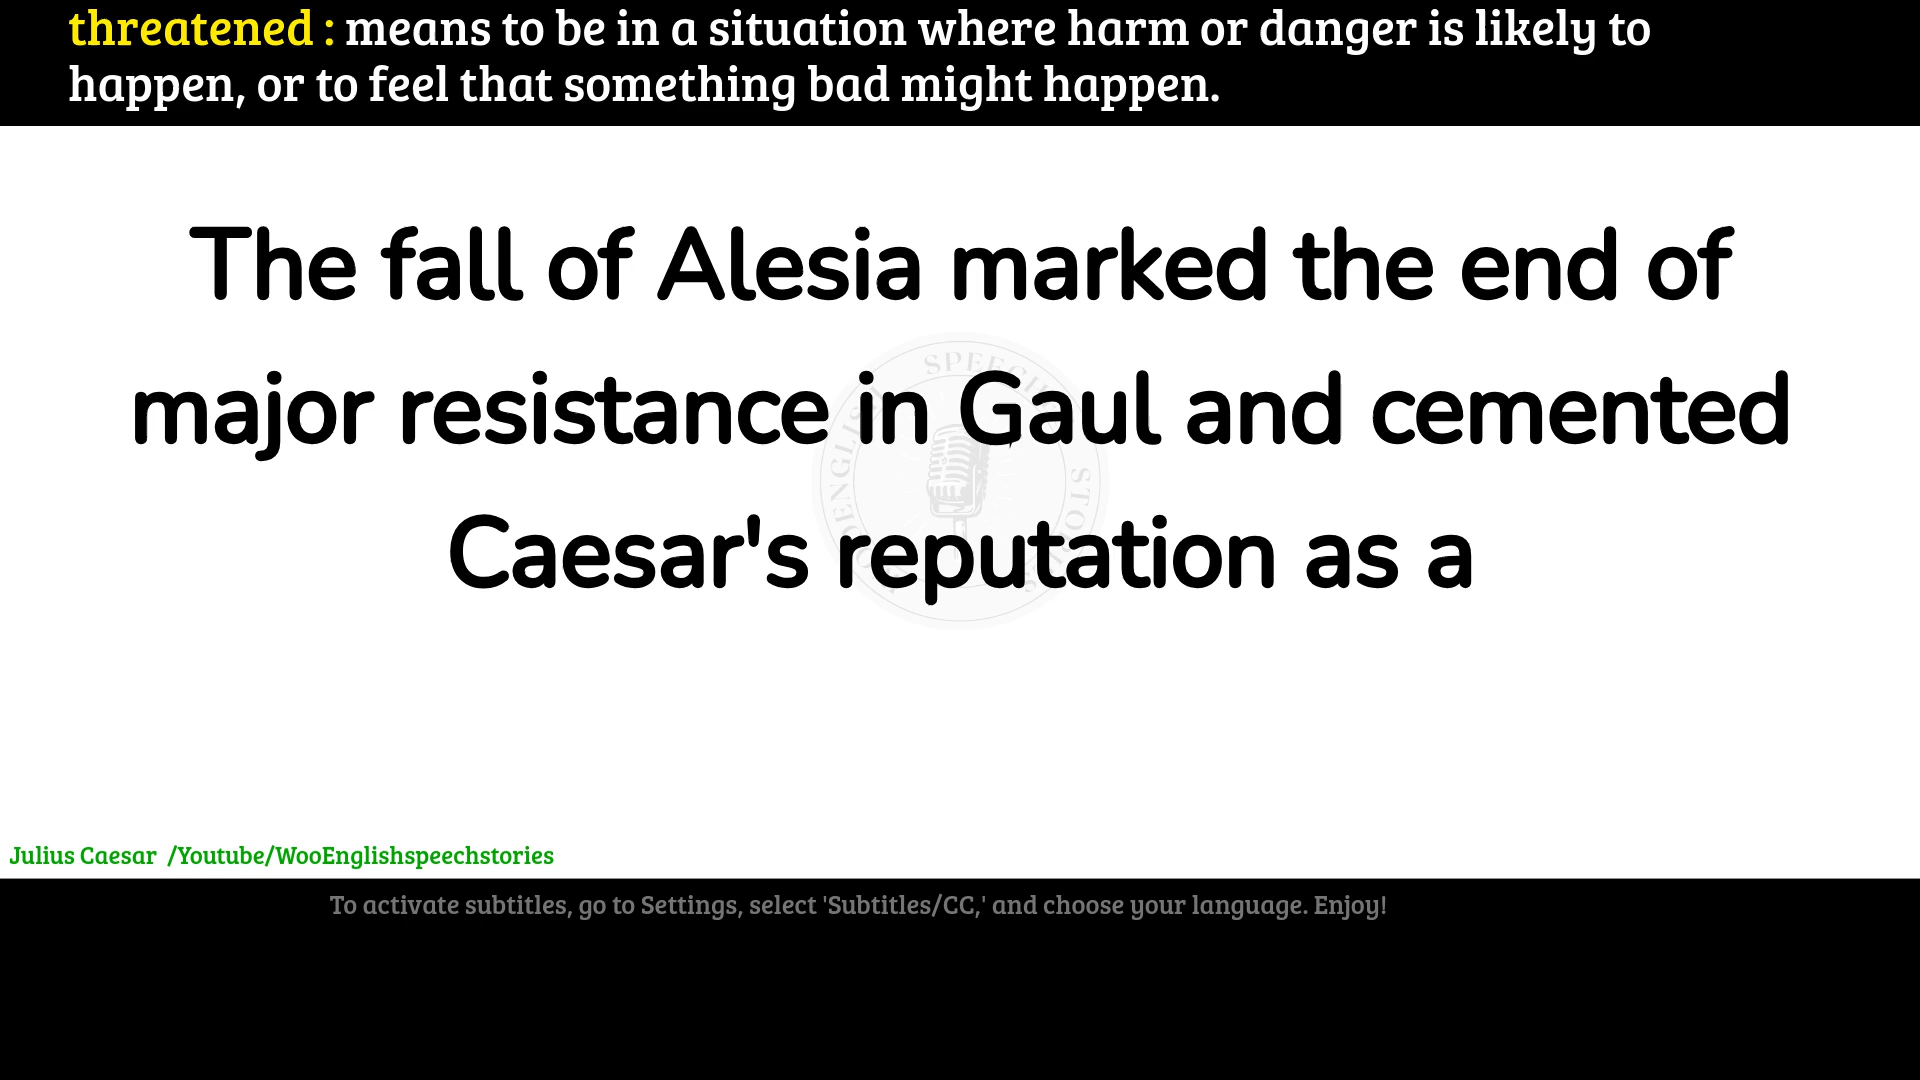 threatened : means to be in a situation where harm or danger is likely to
happen, or to feel that something bad might happen.
The fall of Alesia marked the end of
major resistance in Gaul and cemented
Caesar's reputation as a
Julius Caesar /Youtube/WooEnglishspeechstories
To activate subtitles, go to Settings, select 'Subtitles/CC,' and choose your language. Enjoy!